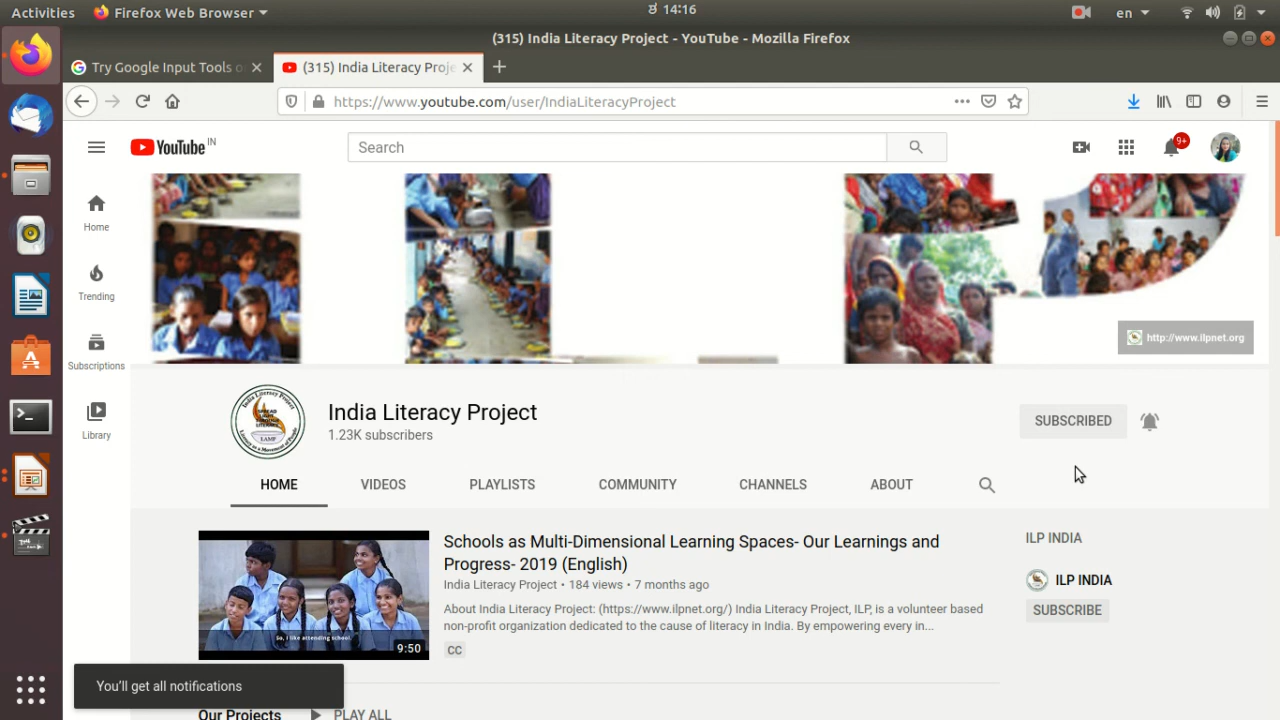 Activities
Firefox Web Browser
14:16
en
(315) India Literacy Project - YouTube - Mozilla Firefox
Try Google Input Tools o
(315) India Literacy Proje
https://www.youtube.com/user/IndiaLiteracyProject
YouTube IN
Search
9+
Home
Trending
Subscriptions
Library
http://www.ilpnet.org
India Literacy Project
1.23K subscribers
SUBSCRIBED
HOME
VIDEOS
PLAYLISTS
COMMUNITY
CHANNELS
ABOUT
Schools as Multi-Dimensional Learning Spaces- Our Learnings and
Progress- 2019 (English)
India Literacy Project • 184 views • 7 months ago
About India Literacy Project: (https://www.ilpnet.org/) India Literacy Project, ILP, is a volunteer based
non-profit organization dedicated to the cause of literacy in India. By empowering every in...
CC
So, I like attending school.
9:50
ILP INDIA
ILP INDIA
SUBSCRIBE
You'll get all notifications
Our Projects
PLAY ALL